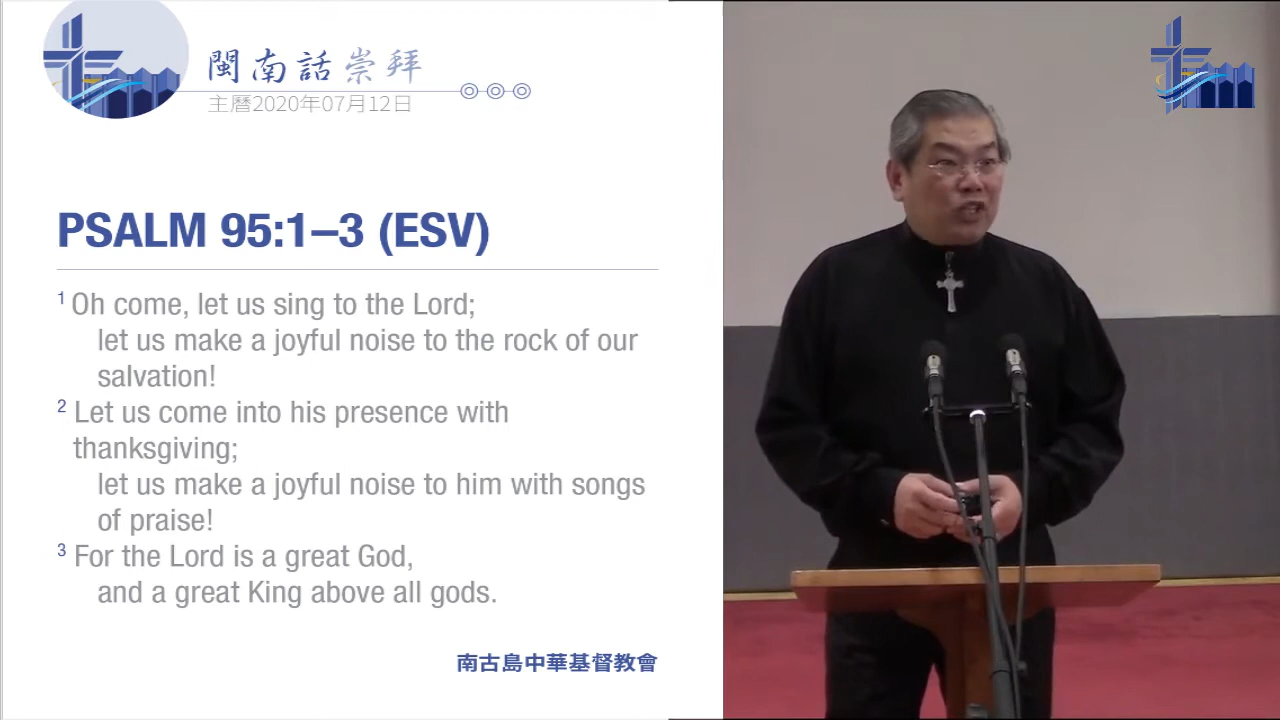 閩南話崇拜
主曆2020年07月12日
PSALM 95:1–3 (ESV)
1 Oh come, let us sing to the Lord;
let us make a joyful noise to the rock of our
salvation!
2 Let us come into his presence with
thanksgiving;
let us make a joyful noise to him with songs
of praise!
3 For the Lord is a great God,
and a great King above all gods.
南古島中華基督教會